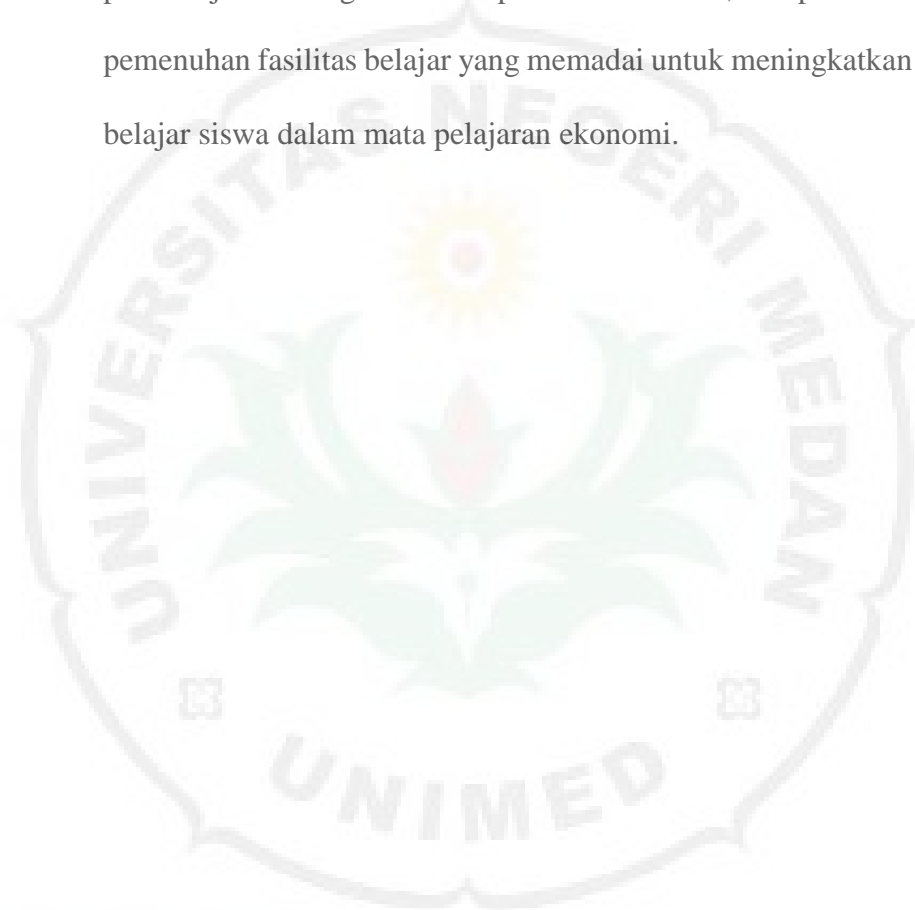 pemenuhan fasilitas belajar yang memadai untuk meningkatkan
belajar siswa dalam mata pelajaran ekonomi.
UNIVERSITAS NEGERI MEDAN
UNIMED